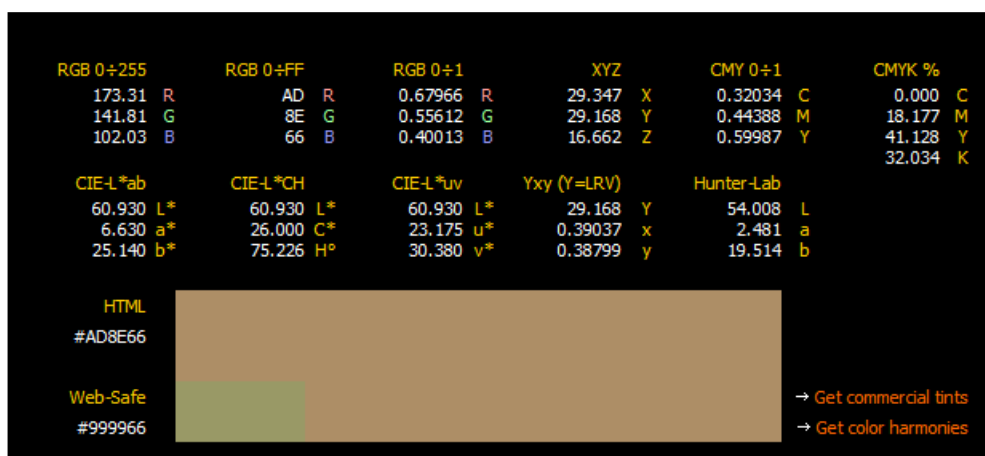 RGB 0÷255 RGB 0÷FF RGB 0÷1 XYZ CMY 0÷1 CMYK %
173.31 R AD R 0.67966 R 29.347 X 0.32034 C 0.000 C
141.81 G 8E G 0.55612 G 29.168 Y 0.44388 M 18.177 M
102.03 B 66 B 0.40013 B 16.662 Z 0.59987 Y 41.128 Y
32.034 K
CIE-L*ab CIE-L*CH CIE-L*uv Yxy (Y=LRV) Hunter-Lab
60.930 L* 60.930 L* 60.930 L* 29.168 Y 54.008 L
6.630 a* 26.000 C* 23.175 u* 0.39037 x 2.481 a
25.140 b* 75.226 H° 30.380 v* 0.38799 y 19.514 b
HTML
#AD8E66
Web-Safe → Get commercial tints
#999966 → Get color harmonies